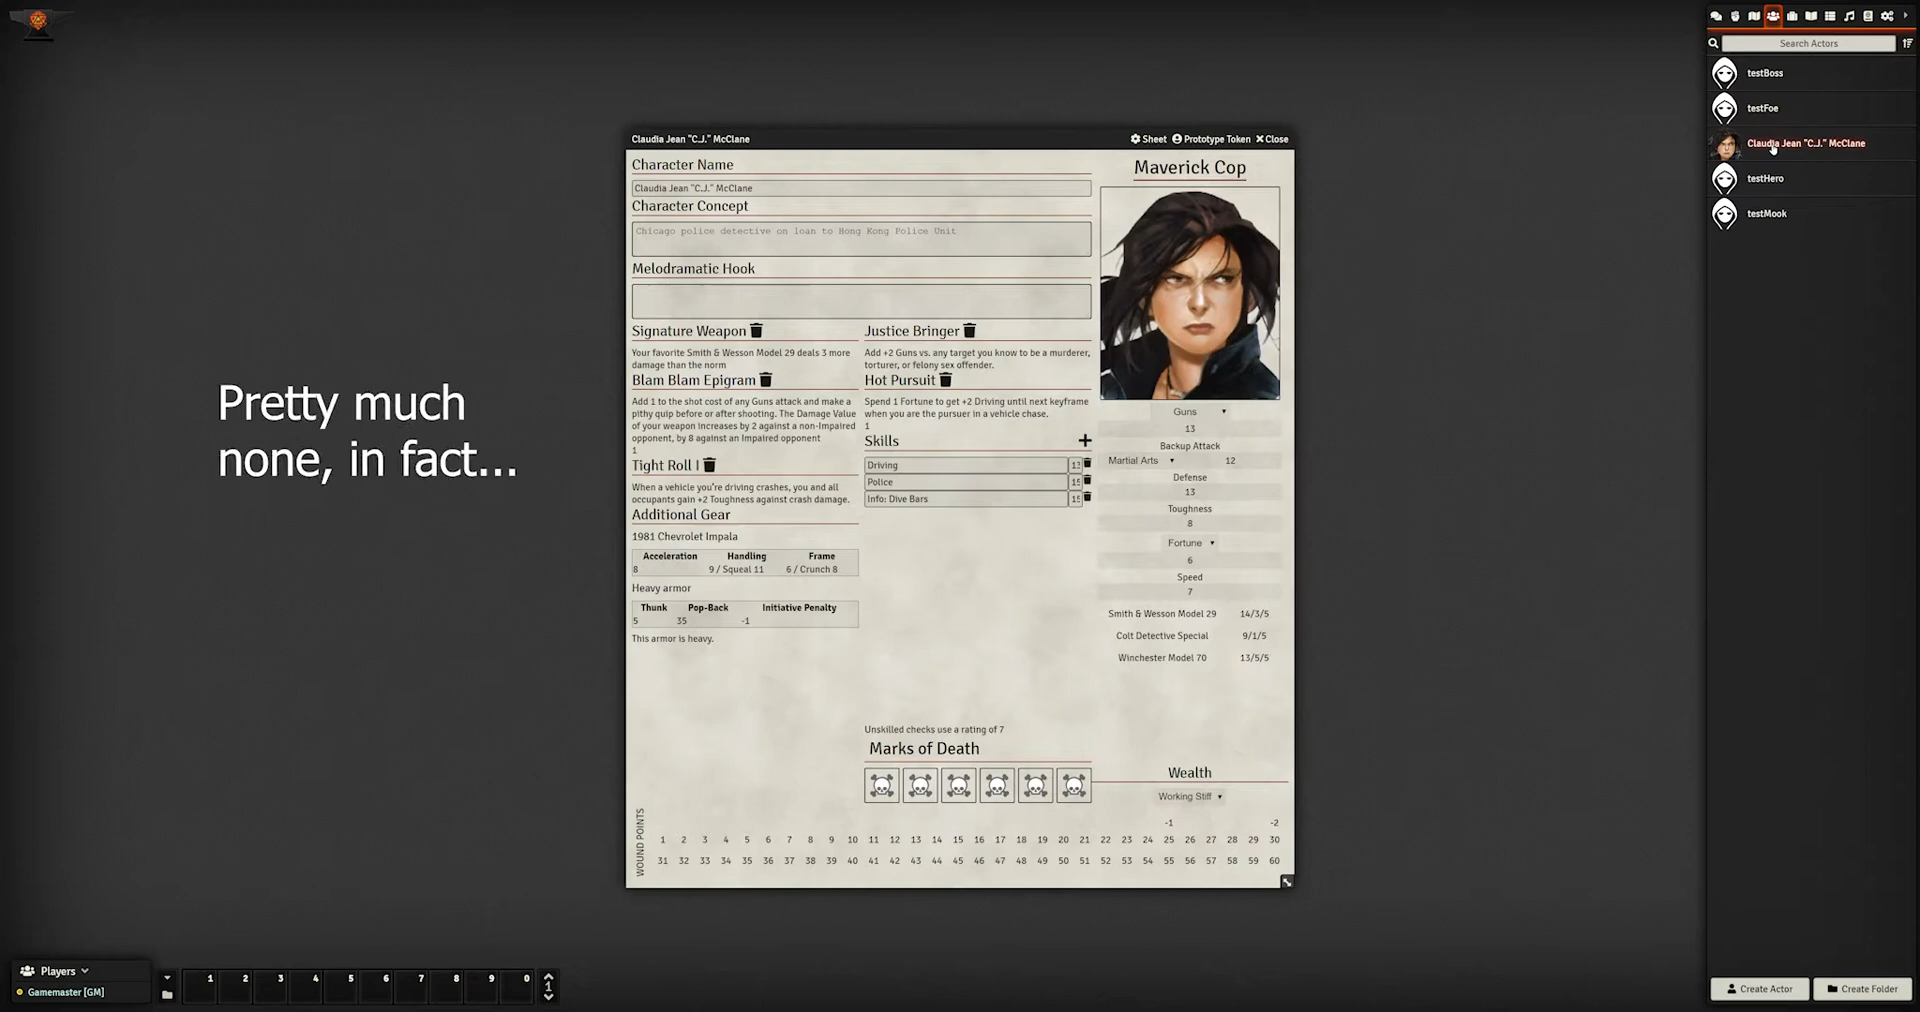 Search Actors
testBoss
testFoe
Claudia Jean "C.J." McClane
testHero
testMook
Claudia Jean "C.J." McClane
Sheet Prototype Token Close
Character Name
Claudia Jean "C.J." McClane
Character Concept
Chicago police detective on loan to Hong Kong Police Unit
Melodramatic Hook
Signature Weapon
Your favorite Smith & Wesson Model 29 deals 3 more
damage than the norm
Blam Blam Epigram
Add 1 to the shot cost of any Guns attack and make a
pithy quip before or after shooting. The Damage Value
of your weapon increases by 2 against a non-Impaired
opponent, by 8 against an Impaired opponent
1
Tight Roll I
When a vehicle you're driving crashes, you and all
occupants gain +2 Toughness against crash damage.
Additional Gear
1981 Chevrolet Impala
Acceleration Handling Frame
8 9 / Squeal 11 6 / Crunch 8
Heavy armor
Thunk Pop-Back Initiative Penalty
5 35 -1
This armor is heavy.
Justice Bringer
Add +2 Guns vs. any target you know to be a murderer,
torturer, or felony sex offender.
Hot Pursuit
Spend 1 Fortune to get +2 Driving until next keyframe
when you are the pursuer in a vehicle chase.
1
Skills
Driving 13
Police 15
Info: Dive Bars 15
Unskilled checks use a rating of 7
Marks of Death
Maverick Cop
Guns
13
Backup Attack
Martial Arts 12
Defense
13
Toughness
8
Fortune
6
Speed
7
Smith & Wesson Model 29 14/3/5
Colt Detective Special 9/1/5
Winchester Model 70 13/5/5
Wealth
Working Stiff
WOUND POINTS
-1 -2
1 2 3 4 5 6 7 8 9 10 11 12 13 14 15 16 17 18 19 20 21 22 23 24 25 26 27 28 29 30
31 32 33 34 35 36 37 38 39 40 41 42 43 44 45 46 47 48 49 50 51 52 53 54 55 56 57 58 59 60
Pretty much
none, in fact...
Players
Gamemaster [GM]
1 2 3 4 5 6 7 8 9 0
1
Create Actor Create Folder